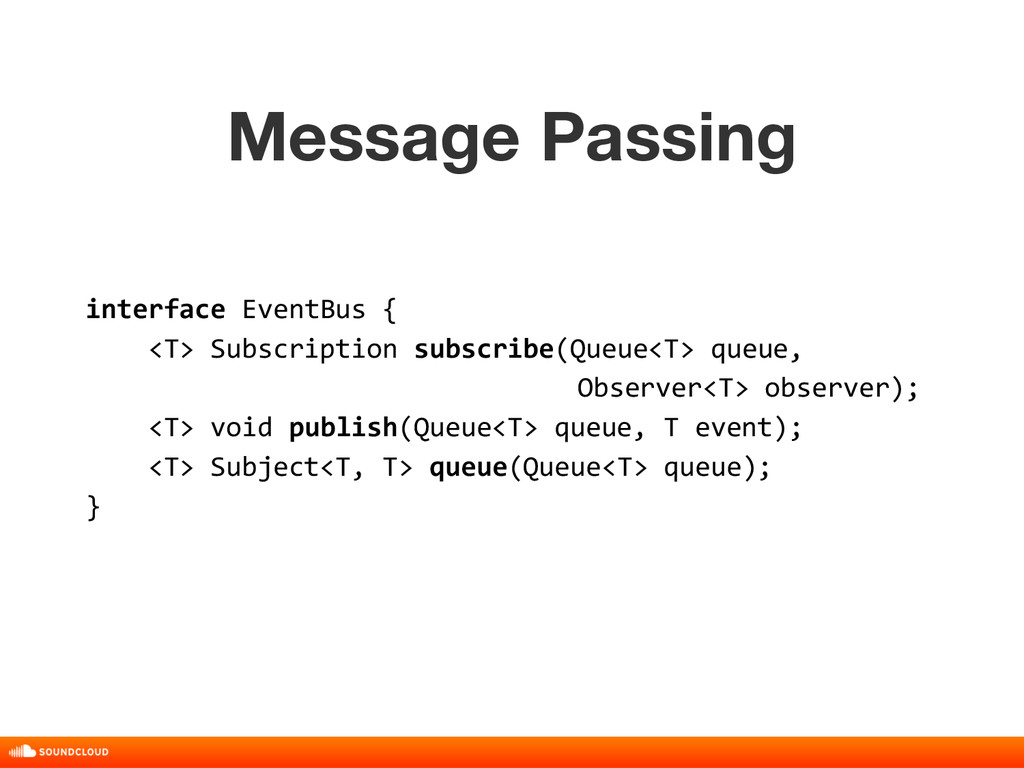 Message Passing
interface EventBus {
    <T> Subscription subscribe(Queue<T> queue,
                               Observer<T> observer);
    <T> void publish(Queue<T> queue, T event);
    <T> Subject<T, T> queue(Queue<T> queue);
}
SOUNDCLOUD